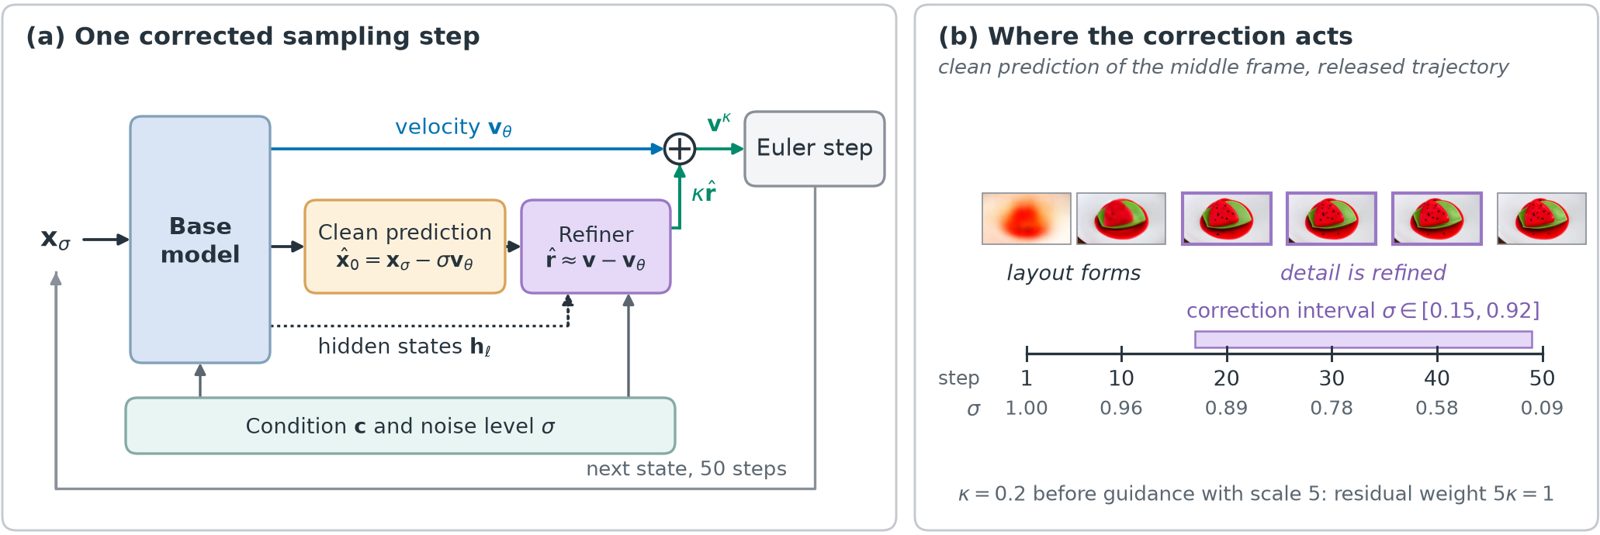 (a) One corrected sampling step
velocity v_θ
v^κ
Euler step
κr̂
x_σ
Base
model
Clean prediction
x̂₀ = x_σ − σv_θ
Refiner
r̂ ≈ v − v_θ
hidden states h_ℓ
Condition c and noise level σ
next state, 50 steps
(b) Where the correction acts
clean prediction of the middle frame, released trajectory
layout forms
detail is refined
correction interval σ ∈ [0.15, 0.92]
step 1 10 20 30 40 50
σ 1.00 0.96 0.89 0.78 0.58 0.09
κ = 0.2 before guidance with scale 5: residual weight 5κ = 1